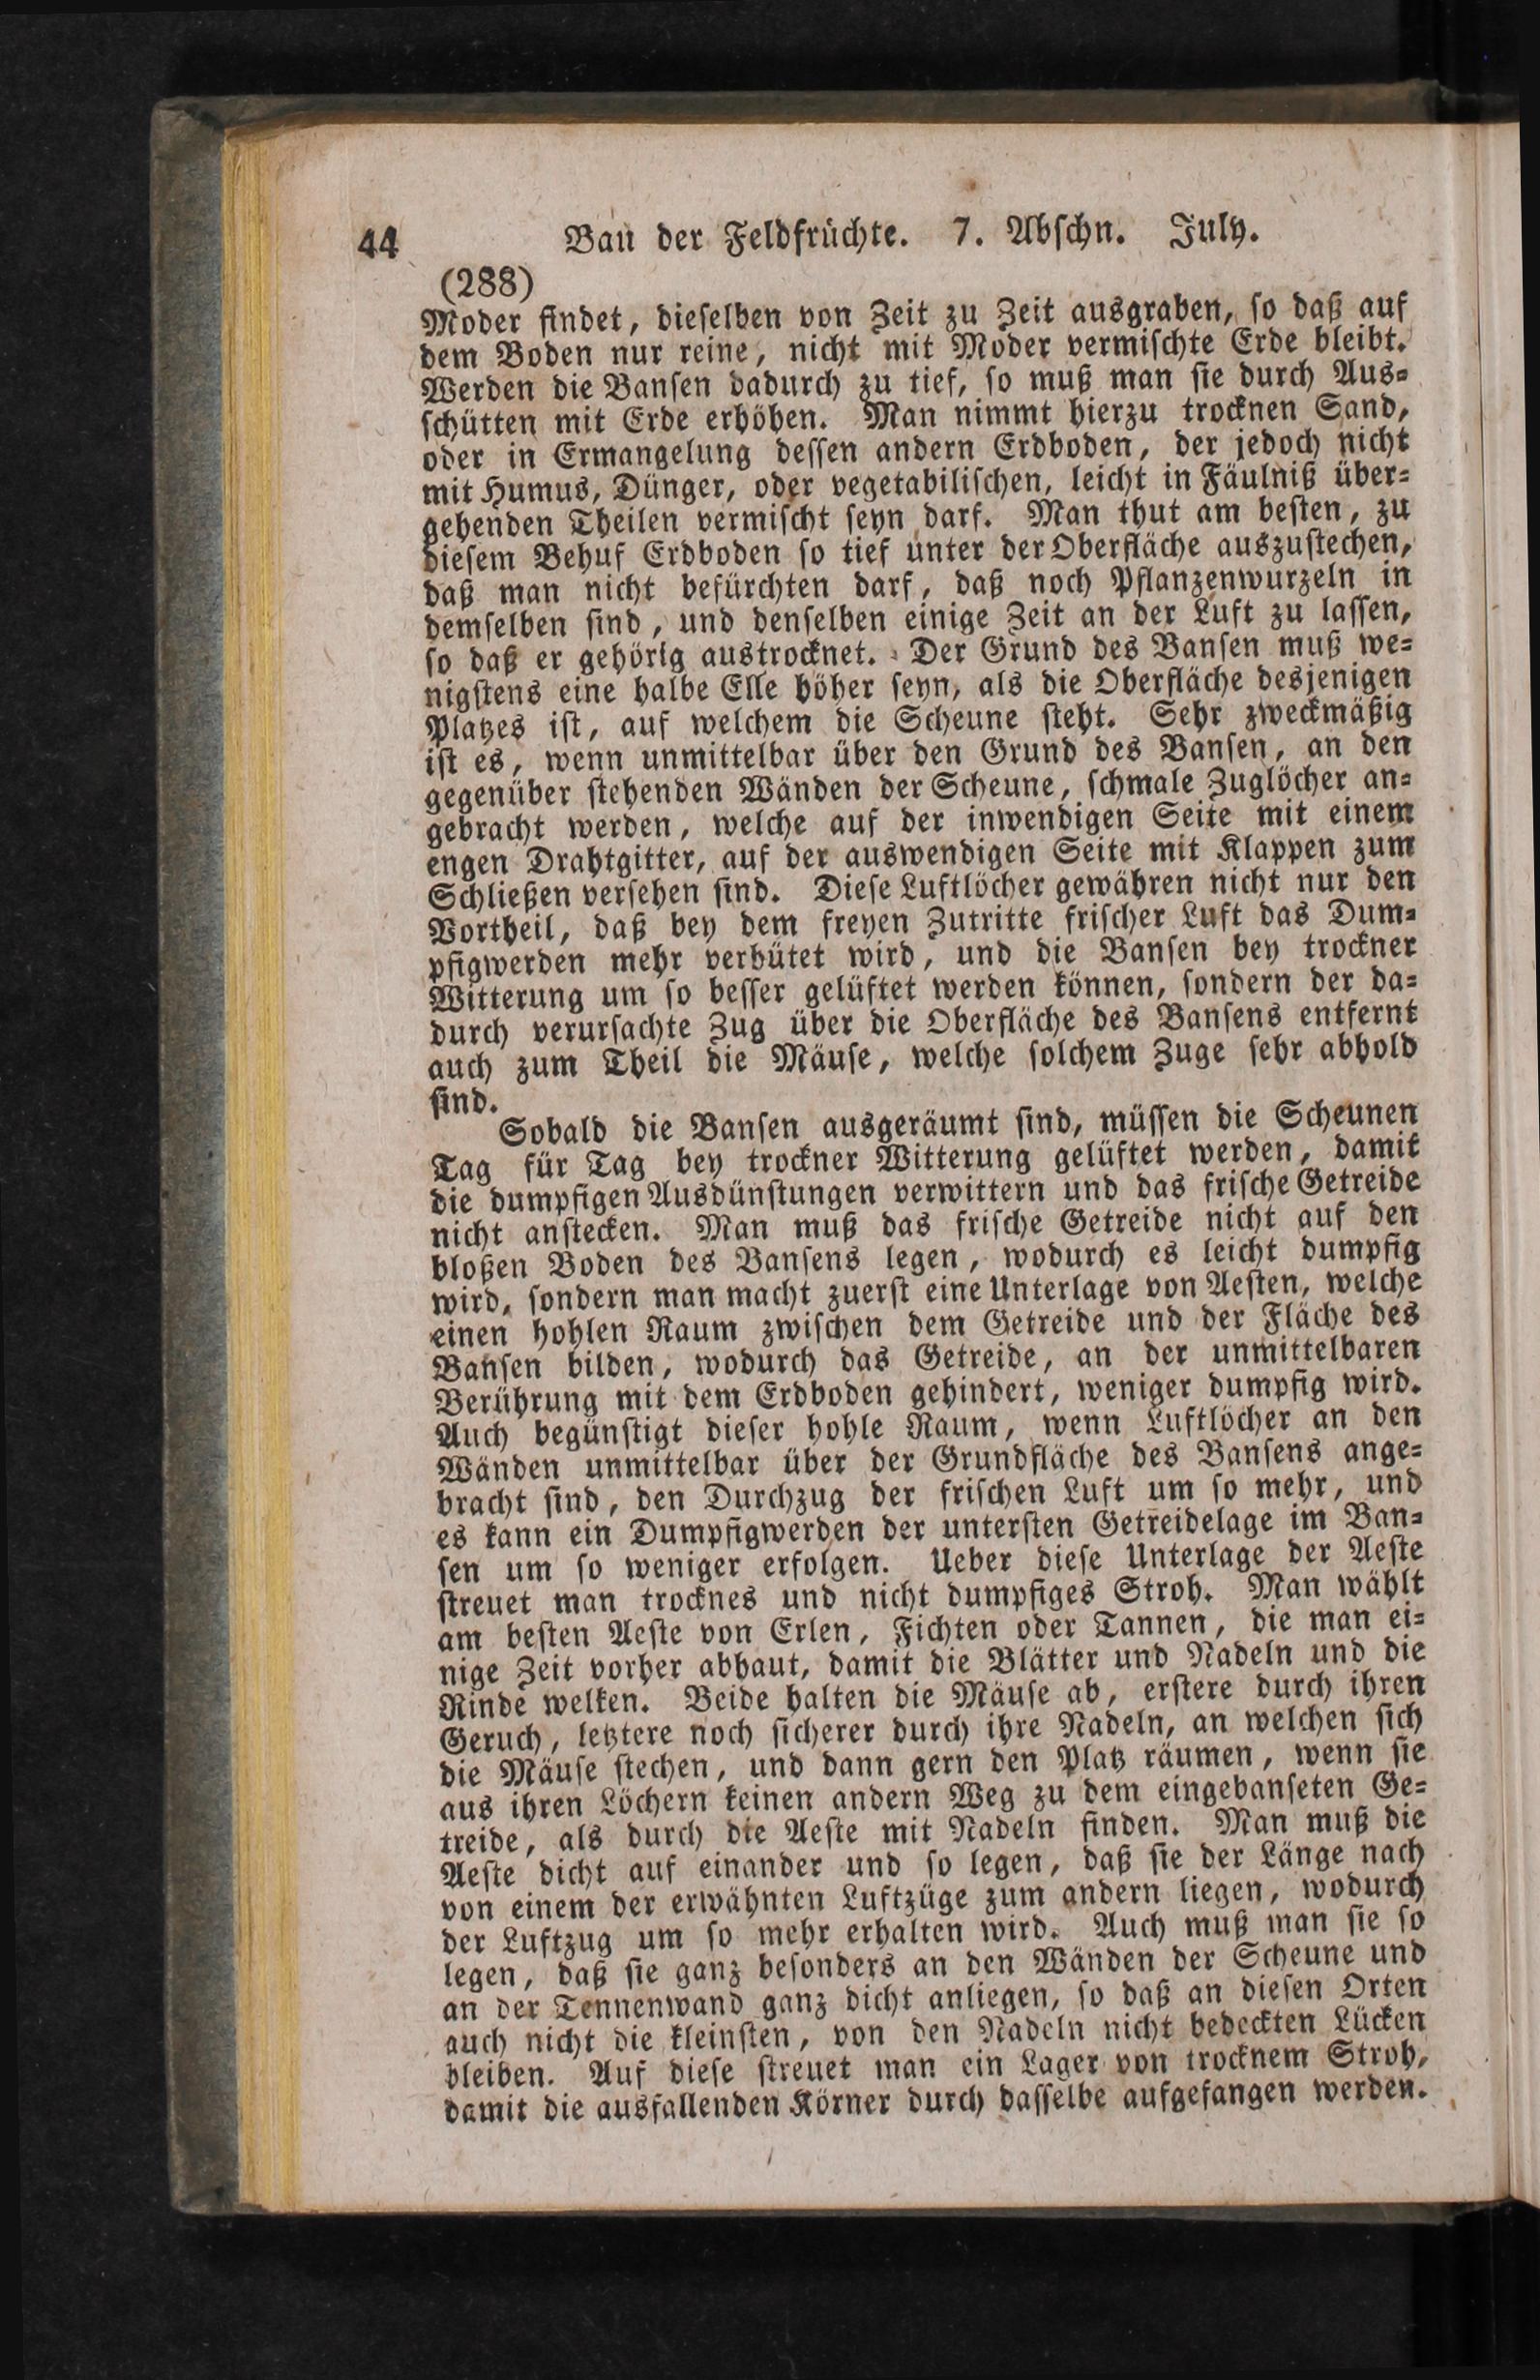 44 Bau der Feldfrüchte. 7. Abschn. July.
(288)
Moder findet, dieselben von Zeit zu Zeit ausgraben, so daß auf
dem Boden nur reine, nicht mit Moder vermischte Erde bleibt.
Werden die Bansen dadurch zu tief, so muß man sie durch Aus-
schütten mit Erde erhöhen. Man nimmt hierzu trocknen Sand,
oder in Ermangelung dessen andern Erdboden, der jedoch nicht
mit Humus, Dünger, oder vegetabilischen, leicht in Fäulniß über-
gehenden Theilen vermischt seyn darf. Man thut am besten, zu
diesem Behuf Erdboden so tief unter der Oberfläche auszustechen,
daß man nicht befürchten darf, daß noch Pflanzenwurzeln in
demselben sind, und denselben einige Zeit an der Luft zu lassen,
so daß er gehörig austrocknet. Der Grund des Bansen muß we-
nigstens eine halbe Elle höher seyn, als die Oberfläche desjenigen
Platzes ist, auf welchem die Scheune steht. Sehr zweckmäßig
ist es, wenn unmittelbar über den Grund des Bansen, an den
gegenüber stehenden Wänden der Scheune, schmale Zuglöcher an-
gebracht werden, welche auf der inwendigen Seite mit einem
engen Drahtgitter, auf der auswendigen Seite mit Klappen zum
Schließen versehen sind. Diese Luftlöcher gewähren nicht nur den
Vortheil, daß bey dem freyen Zutritte frischer Luft das Dum-
pfigwerden mehr verhütet wird, und die Bansen bey trockner
Witterung um so besser gelüftet werden können, sondern der da-
durch verursachte Zug über die Oberfläche des Bansens entfernt
auch zum Theil die Mäuse, welche solchem Zuge sehr abhold
sind.
Sobald die Bansen ausgeräumt sind, müssen die Scheunen
Tag für Tag bey trockner Witterung gelüftet werden, damit
die dumpfigen Ausdünstungen verwittern und das frische Getreide
nicht anstecken. Man muß das frische Getreide nicht auf den
bloßen Boden des Bansens legen, wodurch es leicht dumpfig
wird, sondern man macht zuerst eine Unterlage von Aesten, welche
einen hohlen Raum zwischen dem Getreide und der Fläche des
Bansen bilden, wodurch das Getreide, an der unmittelbaren
Berührung mit dem Erdboden gehindert, weniger dumpfig wird.
Auch begünstigt dieser hohle Raum, wenn Luftlöcher an den
Wänden unmittelbar über der Grundfläche des Bansens ange-
bracht sind, den Durchzug der frischen Luft um so mehr, und
es kann ein Dumpfigwerden der untersten Getreidelage im Ban-
sen um so weniger erfolgen. Ueber diese Unterlage der Aeste
streuet man trocknes und nicht dumpfiges Stroh. Man wählt
am besten Aeste von Erlen, Fichten oder Tannen, die man ei-
nige Zeit vorher abhaut, damit die Blätter und Nadeln und die
Rinde welken. Beide halten die Mäuse ab, erstere durch ihren
Geruch, letztere noch sicherer durch ihre Nadeln, an welchen sich
die Mäuse stechen, und dann gern den Platz räumen, wenn sie
aus ihren Löchern keinen andern Weg zu dem eingebanseten Ge-
treide, als durch die Aeste mit Nadeln finden. Man muß die
Aeste dicht auf einander und so legen, daß sie der Länge nach
von einem der erwähnten Luftzüge zum andern liegen, wodurch
der Luftzug um so mehr erhalten wird. Auch muß man sie so
legen, daß sie ganz besonders an den Wänden der Scheune und
an der Tennenwand ganz dicht anliegen, so daß an diesen Orten
auch nicht die kleinsten, von den Nadeln nicht bedeckten Lücken
bleiben. Auf diese streuet man ein Lager von trocknem Stroh,
damit die ausfallenden Körner durch dasselbe aufgefangen werden.